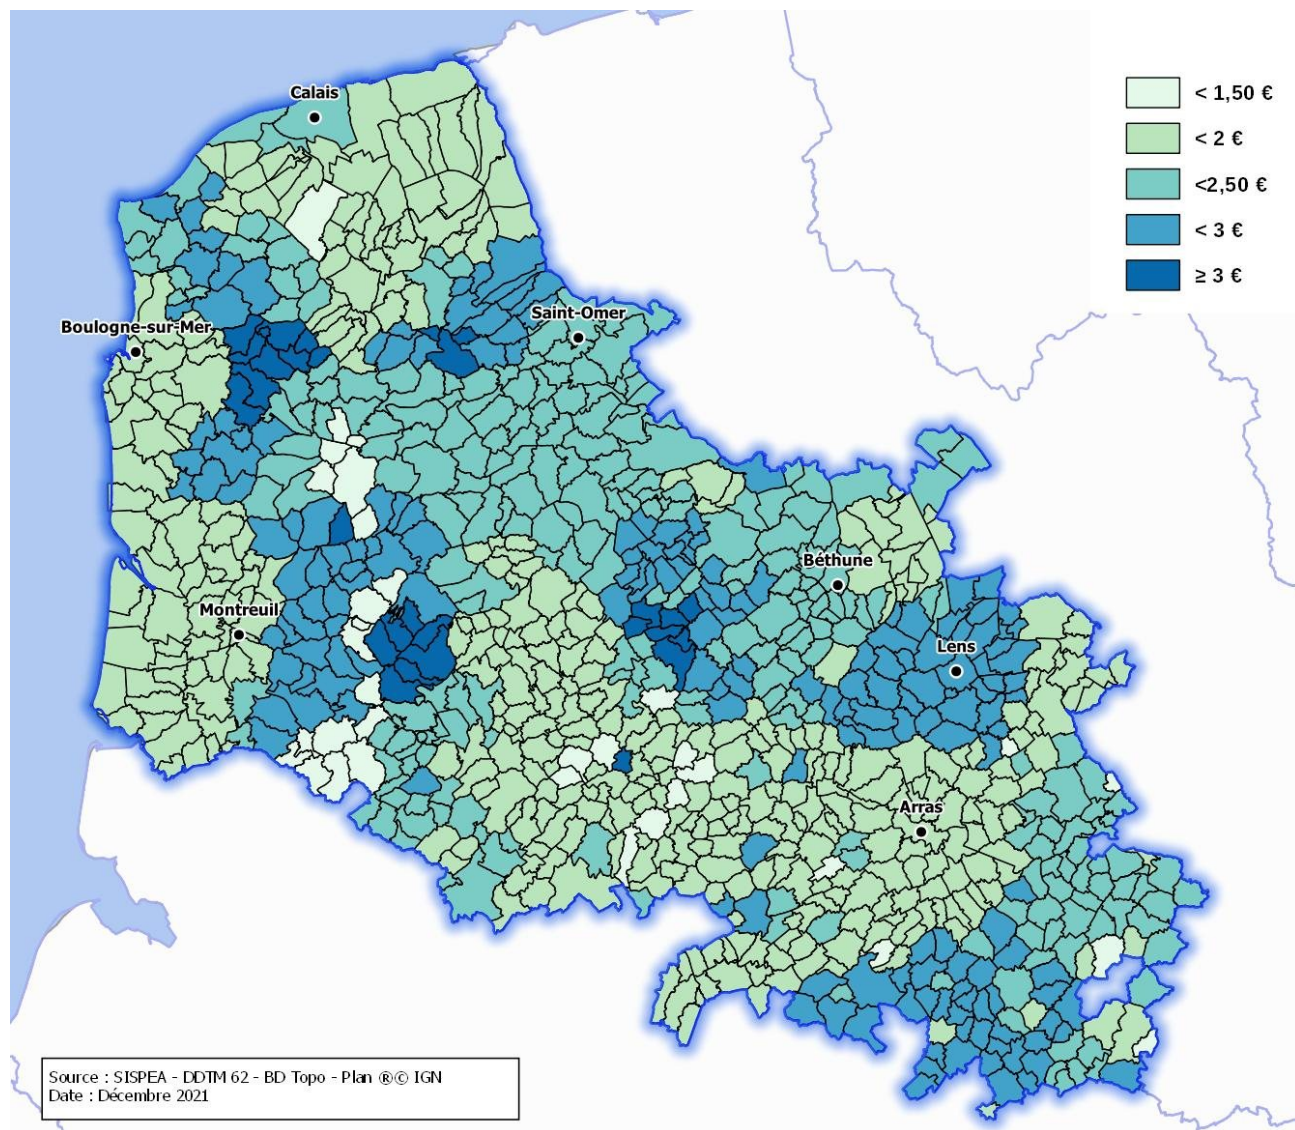 Calais
< 1,50 €
< 2 €
<2,50 €
< 3 €
≥ 3 €
Saint-Omer
Boulogne-sur-Mer
Béthune
Montreuil
Lens
Arras
Source : SISPEA - DDTM 62 - BD Topo - Plan ®© IGN
Date : Décembre 2021